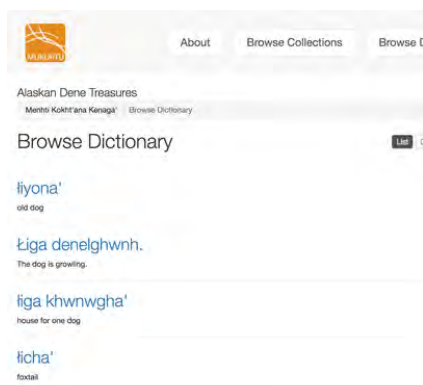 MUKURTU
About Browse Collections Browse D
Alaskan Dene Treasures
Menhti Kokht'ana Kenaga' Browse Dictionary
Browse Dictionary
List
łiyona'
old dog
Łiga denelghwnh.
The dog is growling.
łiga khwnwgha'
house for one dog
łicha'
foxtail